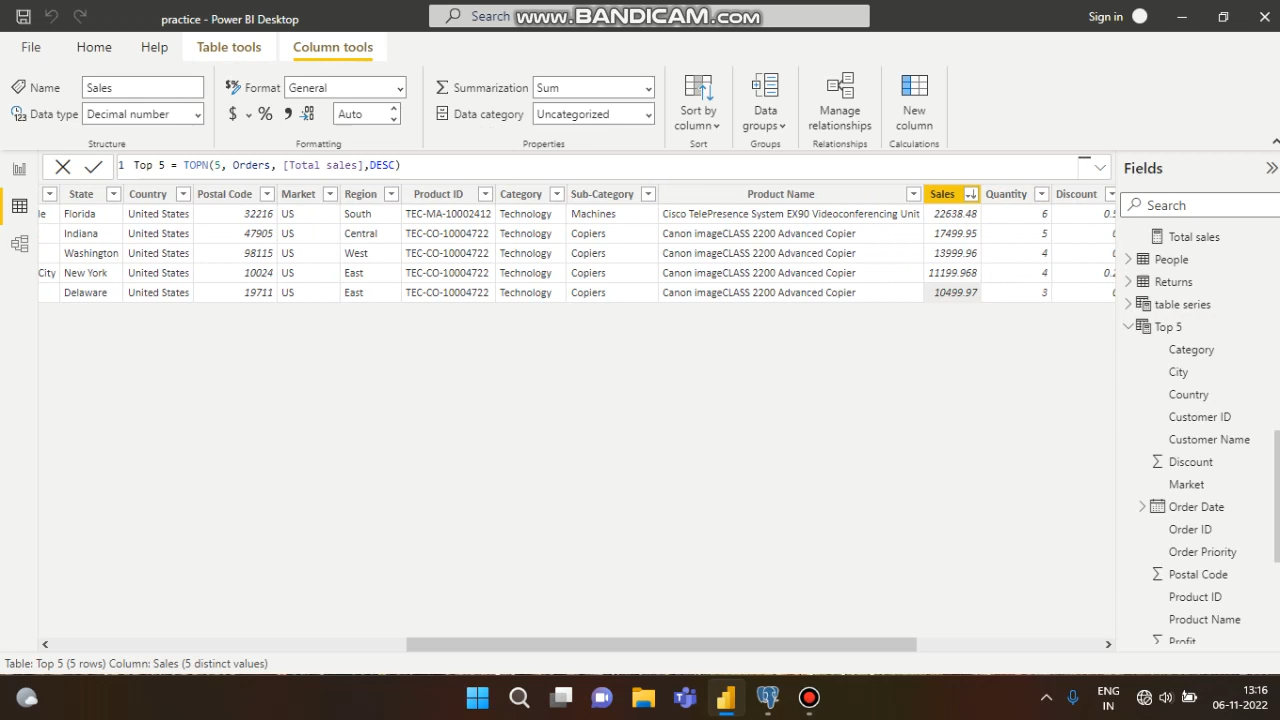 practice - Power BI Desktop
Search
www.BANDICAM.com
Sign in
File Home Help Table tools Column tools
Name Sales
Format General
Summarization Sum
Data type Decimal number
$ % 9 Auto
Data category Uncategorized
Sort by column
Data groups
Manage relationships
New column
Structure Formatting Properties Sort Groups Relationships Calculations
1 Top 5 = TOPN(5, Orders, [Total sales],DESC)
State Country Postal Code Market Region Product ID Category Sub-Category Product Name Sales Quantity Discount
le Florida United States 32216 US South TEC-MA-10002412 Technology Machines Cisco TelePresence System EX90 Videoconferencing Unit 22638.48 6 0.5
Indiana United States 47905 US Central TEC-CO-10004722 Technology Copiers Canon imageCLASS 2200 Advanced Copier 17499.95 5 0
Washington United States 98115 US West TEC-CO-10004722 Technology Copiers Canon imageCLASS 2200 Advanced Copier 13999.96 4 0
City New York United States 10024 US East TEC-CO-10004722 Technology Copiers Canon imageCLASS 2200 Advanced Copier 11199.968 4 0.2
Delaware United States 19711 US East TEC-CO-10004722 Technology Copiers Canon imageCLASS 2200 Advanced Copier 10499.97 3 0
Fields
Search
Total sales
People
Returns
table series
Top 5
Category
City
Country
Customer ID
Customer Name
Discount
Market
Order Date
Order ID
Order Priority
Postal Code
Product ID
Product Name
Profit
Table: Top 5 (5 rows) Column: Sales (5 distinct values)
ENG
IN
13:16
06-11-2022